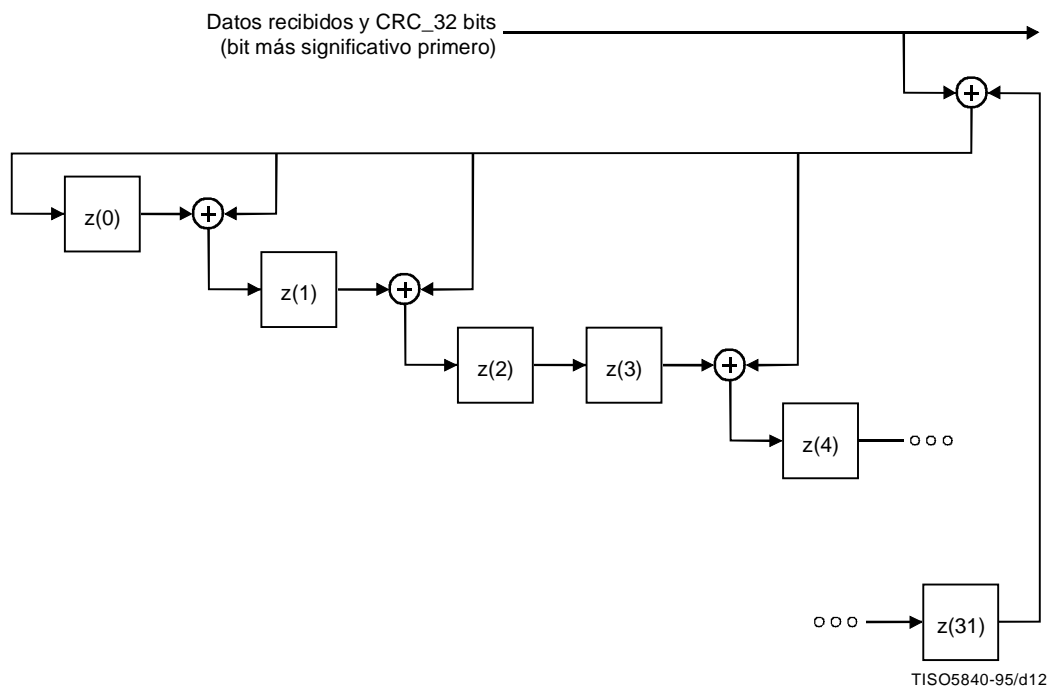 Datos recibidos y CRC_32 bits
(bit más significativo primero)
z(0)
z(1)
z(2)
z(3)
z(4)
z(31)
TISO5840-95/d12